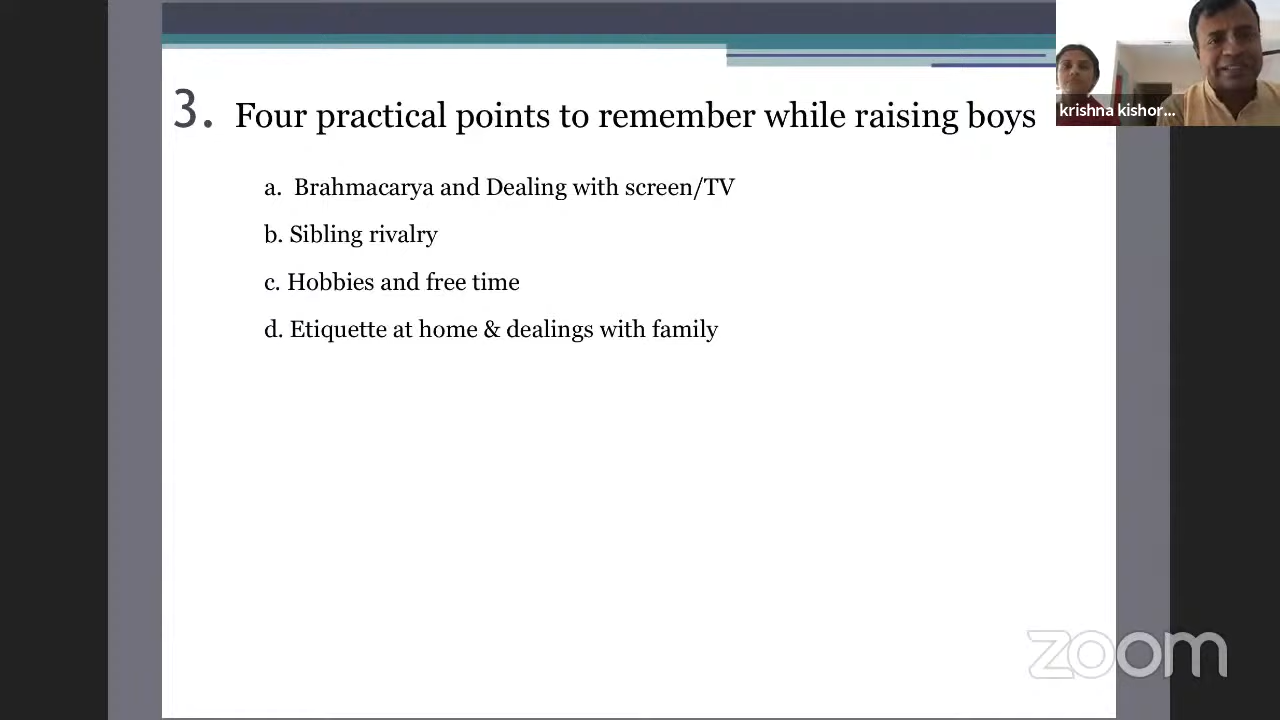 3. Four practical points to remember while raising boys
krishna kishor...
a. Brahmacarya and Dealing with screen/TV
b. Sibling rivalry
c. Hobbies and free time
d. Etiquette at home & dealings with family
zoom